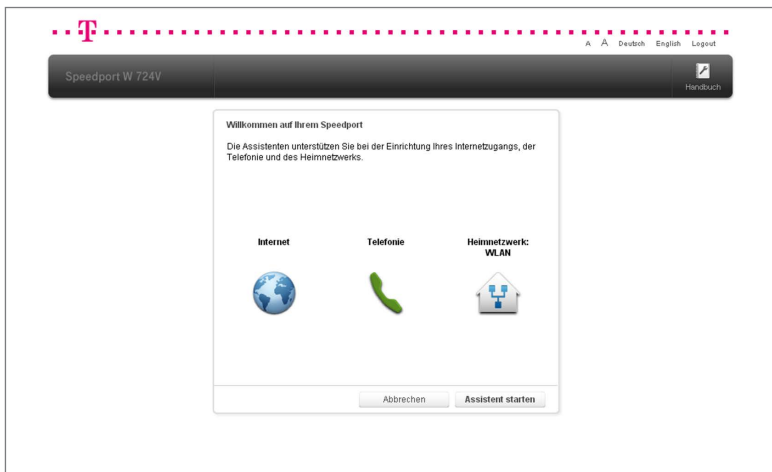 T
A A Deutsch English Logout
Speedport W 724V
Handbuch
Willkommen auf Ihrem Speedport
Die Assistenten unterstützen Sie bei der Einrichtung Ihres Internetzugangs, der
Telefonie und des Heimnetzwerks.
Internet Telefonie Heimnetzwerk:
WLAN
Abbrechen Assistent starten